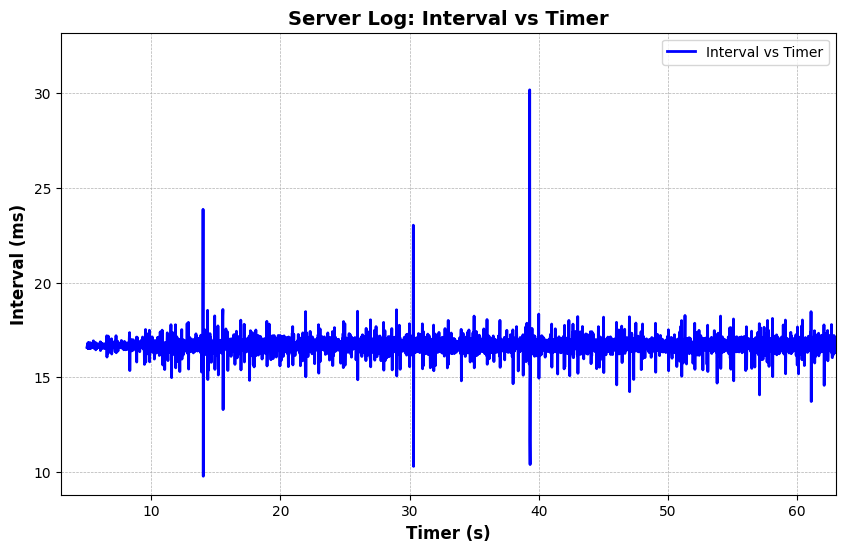 Server Log: Interval vs Timer
Interval vs Timer
30
25
20
15
10
Interval (ms)
10 20 30 40 50 60
Timer (s)